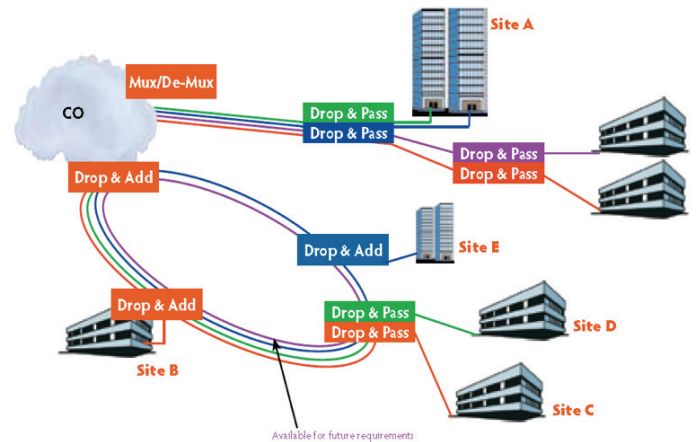 Site A
Mux/De-Mux
CO
Drop & Pass
Drop & Pass
Drop & Pass
Drop & Pass
Drop & Add
Drop & Add
Site E
Drop & Add
Drop & Pass
Drop & Pass
Site D
Site B
Site C
Available for future requirements